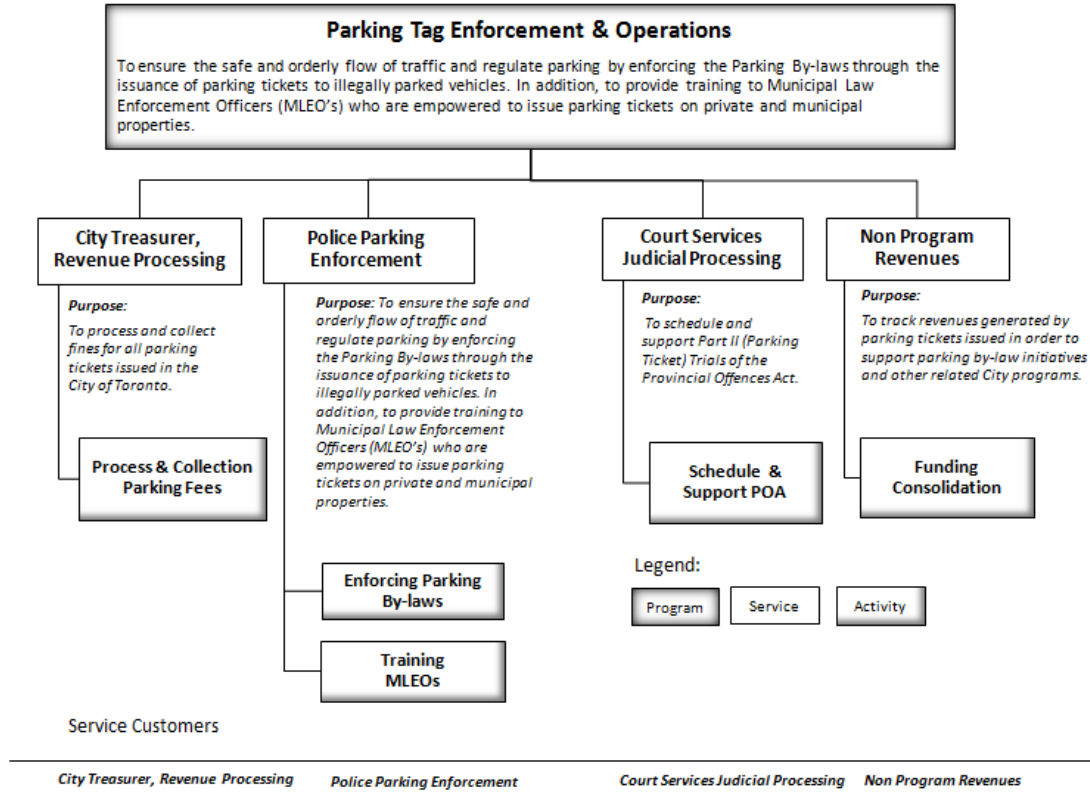 Parking Tag Enforcement & Operations
To ensure the safe and orderly flow of traffic and regulate parking by enforcing the Parking By-laws through the
issuance of parking tickets to illegally parked vehicles. In addition, to provide training to Municipal Law
Enforcement Officers (MLEO's) who are empowered to issue parking tickets on private and municipal
properties.
City Treasurer,
Revenue Processing
Purpose:
To process and collect
fines for all parking
tickets issued in the
City of Toronto.
Process & Collection
Parking Fees
Police Parking
Enforcement
Purpose: To ensure the safe and
orderly flow of traffic and
regulate parking by enforcing
the Parking By-laws through the
issuance of parking tickets to
illegally parked vehicles. In
addition, to provide training to
Municipal Law Enforcement
Officers (MLEO's) who are
empowered to issue parking
tickets on private and municipal
properties.
Enforcing Parking
By-laws
Training
MLEOs
Court Services
Judicial Processing
Purpose:
To schedule and
support Part II (Parking
Ticket) Trials of the
Provincial Offences Act.
Schedule &
Support POA
Non Program
Revenues
Purpose:
To track revenues generated by
parking tickets issued in order to
support parking by-law initiatives
and other related City programs.
Funding
Consolidation
Legend:
Program
Service
Activity
Service Customers
City Treasurer, Revenue Processing
Police Parking Enforcement
Court Services Judicial Processing
Non Program Revenues